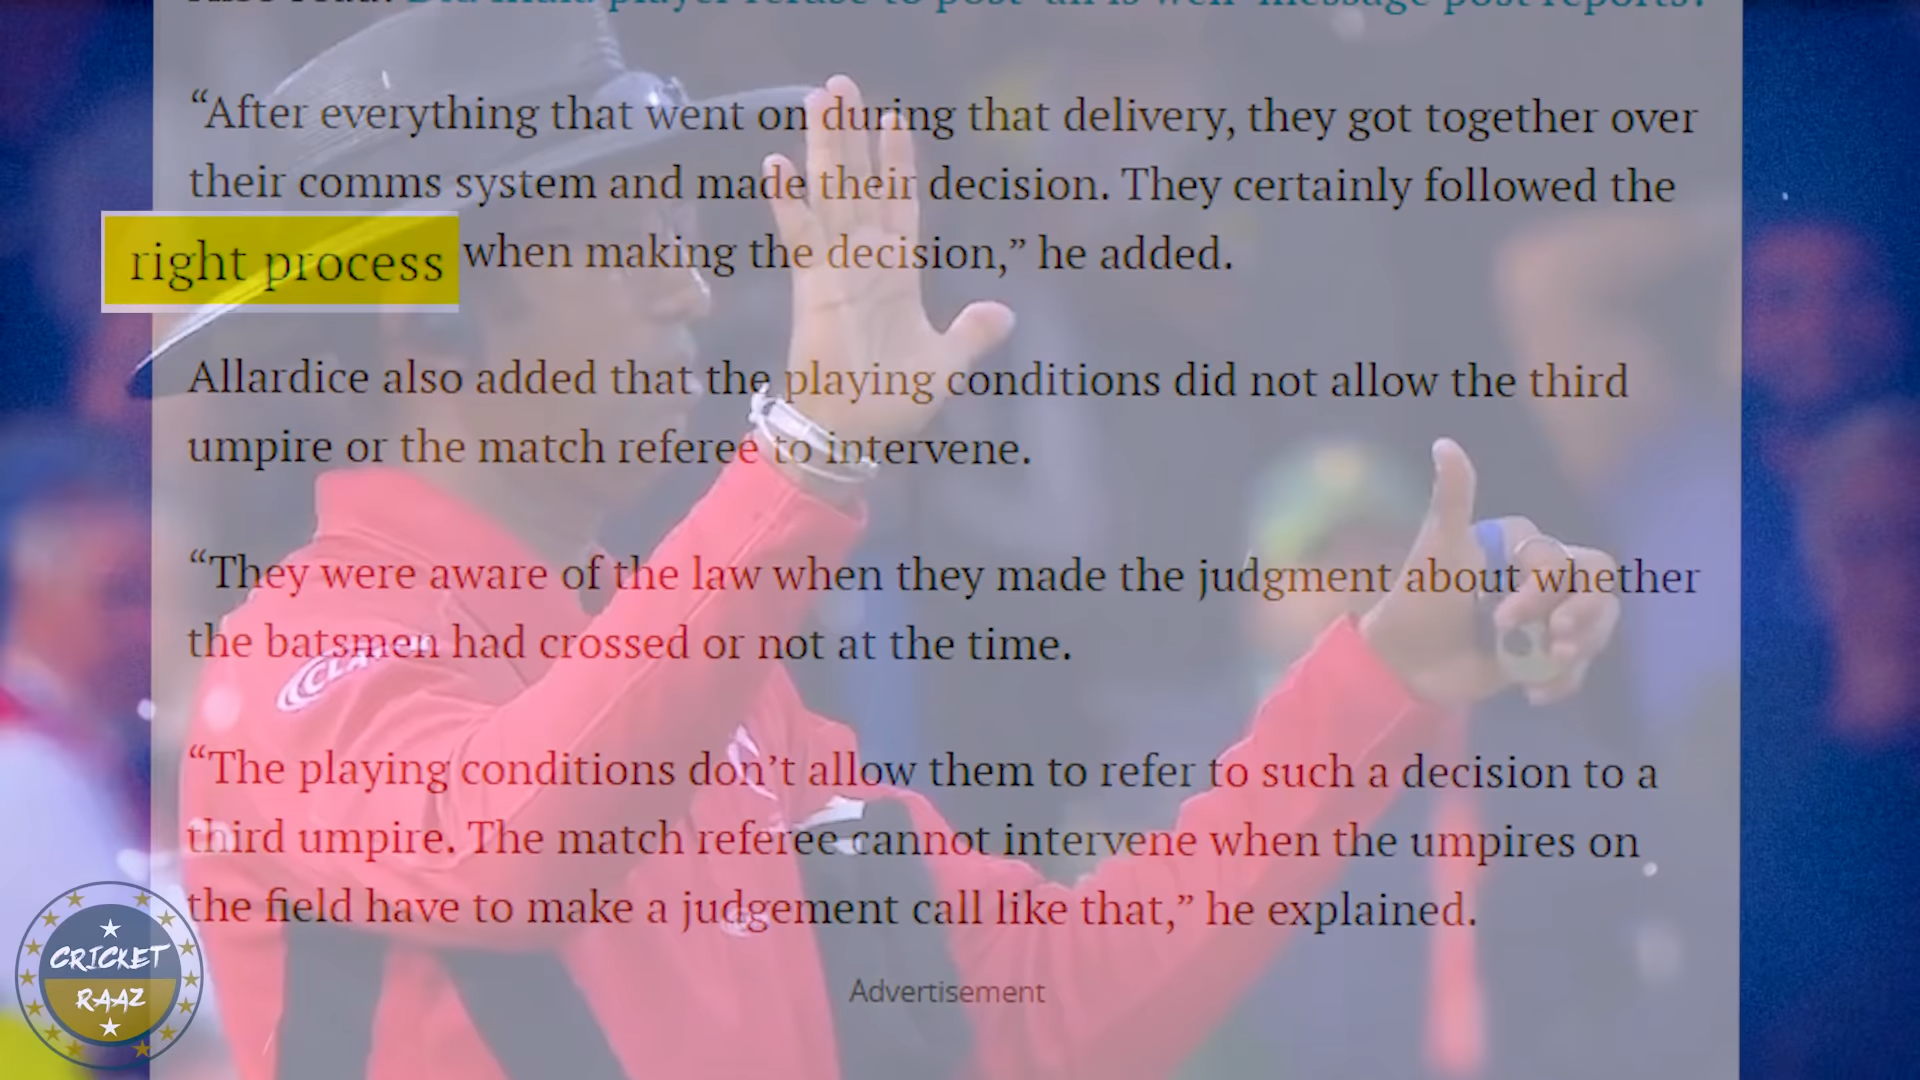 “After everything that went on during that delivery, they got together over
their comms system and made their decision. They certainly followed the
right process when making the decision,” he added.
Allardice also added that the playing conditions did not allow the third
umpire or the match referee to intervene.
“They were aware of the law when they made the judgment about whether
the batsmen had crossed or not at the time.
“The playing conditions don’t allow them to refer to such a decision to a
third umpire. The match referee cannot intervene when the umpires on
the field have to make a judgement call like that,” he explained.
Advertisement
CRICKET
RAAZ